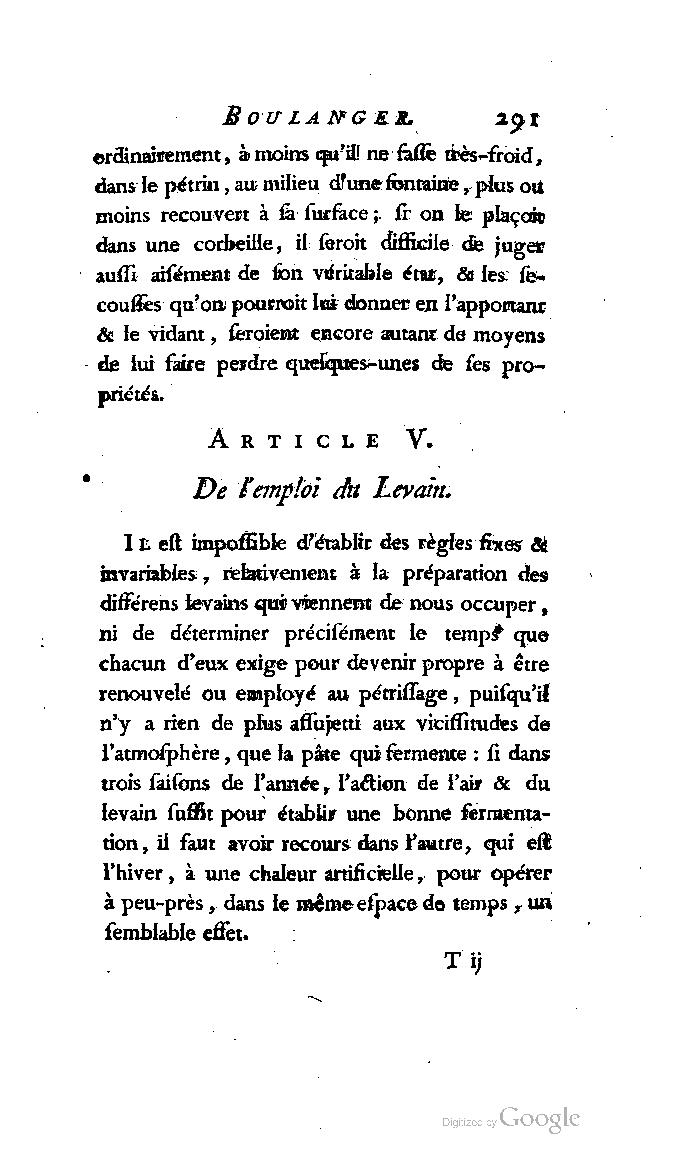 BOULANGER. 291
ordinairement, à moins qu'il ne faſſe très-froid,
dans le pétrin, au milieu d'une fontaine, plus ou
moins recouvert à ſa ſurface; ſi on le plaçoit
dans une corbeille, il ſeroit difficile de juger
auſſi aiſément de ſon véritable état, & les ſe-
couſſes qu'on pourroit lui donner en l'apportant
& le vidant, ſeroient encore autant de moyens
de lui faire perdre quelques-unes de ſes pro-
priétés.
ARTICLE V.
De l'emploi du Levain.
IL eſt impoſſible d'établir des règles fixes &
invariables, relativement à la préparation des
différens levains qui viennent de nous occuper,
ni de déterminer préciſément le temps que
chacun d'eux exige pour devenir propre à être
renouvelé ou employé au pétriſſage, puiſqu'il
n'y a rien de plus aſſujetti aux viciſſitudes de
l'atmoſphère, que la pâte qui fermente : ſi dans
trois ſaiſons de l'année, l'action de l'air & du
levain ſuffit pour établir une bonne fermenta-
tion, il faut avoir recours dans l'autre, qui eſt
l'hiver, à une chaleur artificielle, pour opérer
à peu-près, dans le même eſpace de temps, un
ſemblable effet.
T ij
Digitized by Google